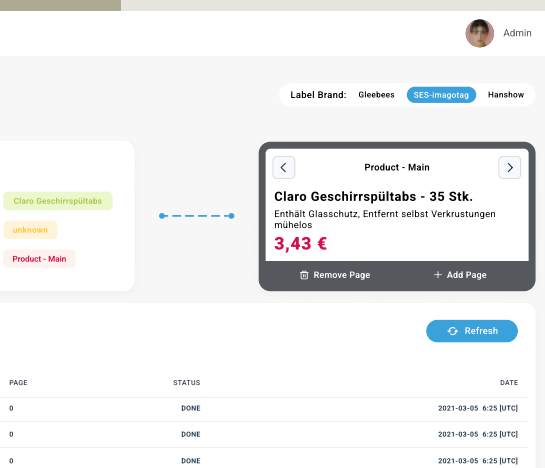 Admin
Label Brand: Gleebees SES-imagotag Hanshow
Product - Main
Claro Geschirrspültabs - 35 Stk.
Enthält Glasschutz, Entfernt selbst Verkrustungen
mühelos
3,43 €
Remove Page + Add Page
Claro Geschirrspültabs
unknown
Product - Main
Refresh
PAGE STATUS DATE
0 DONE 2021-03-05 6:25 [UTC]
0 DONE 2021-03-05 6:25 [UTC]
0 DONE 2021-03-05 6:25 [UTC]